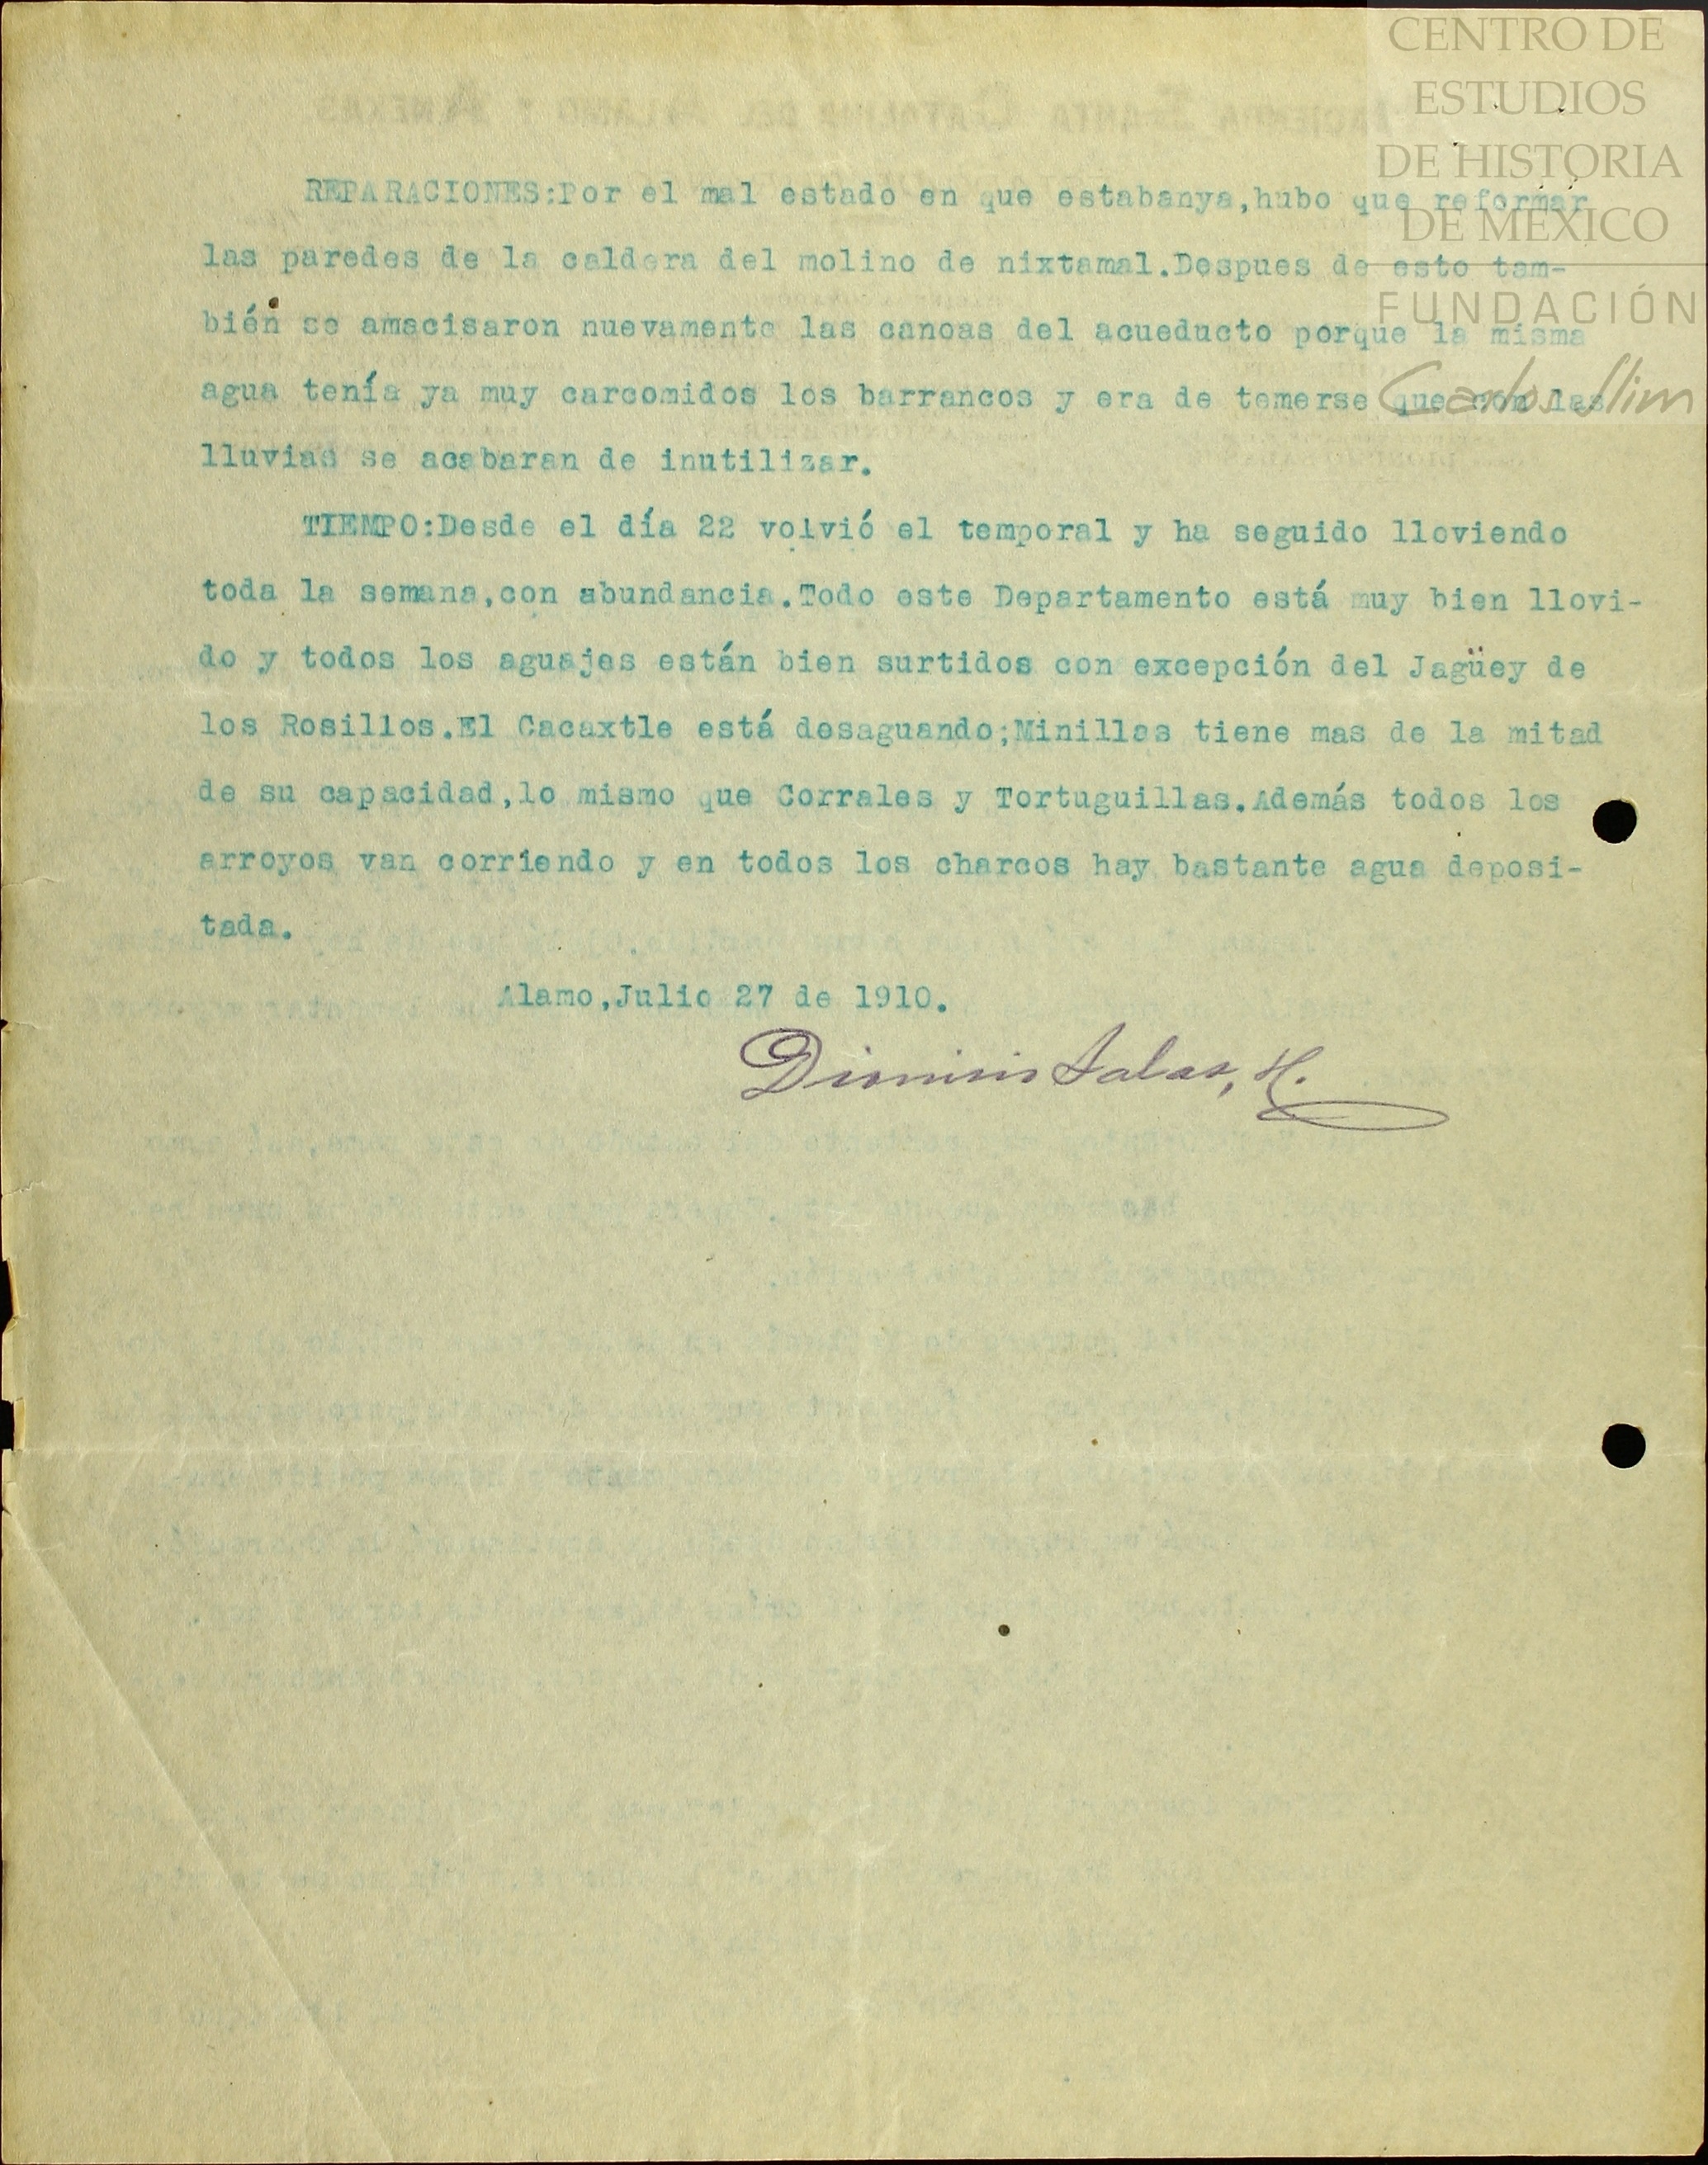 CENTRO DE
ESTUDIOS
DE HISTORIA
DE MÉXICO
FUNDACIÓN
Carlos Slim
REPARACIONES:Por el mal estado en que estabanya,hubo que reformar
las paredes de la caldera del molino de nixtamal.Despues de esto tam-
bién se amacisaron nuevamente las canoas del acueducto porque la misma
agua tenía ya muy carcomidos los barrancos y era de temerse que con las
lluvias se acabaran de inutilizar.
TIEMPO:Desde el día 22 volvió el temporal y ha seguido lloviendo
toda la semana,con abundancia.Todo este Departamento está muy bien llovi-
do y todos los aguajes están bien surtidos con excepción del Jagüey de
los Rosillos.El Cacaxtle está desaguando;Minillas tiene mas de la mitad
de su capacidad,lo mismo que Corrales y Tortuguillas.Además todos los
arroyos van corriendo y en todos los charcos hay bastante agua deposi-
tada.
Alamo,Julio 27 de 1910.
Dionisio Salas, H.